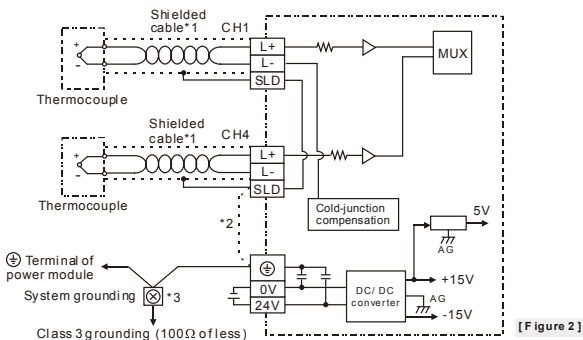 Shielded
cable*1
CH1
L+
L-
SLD
+
-
Thermocouple
MUX
Shielded
cable*1
CH4
L+
L-
SLD
+
-
Thermocouple
*2
Cold-junction
compensation
5V
AG
Terminal of
power module
System grounding
*3
0V
24V
DC/ DC
converter
+15V
AG
-15V
Class 3 grounding (100Ω of less)
[ Figure 2 ]